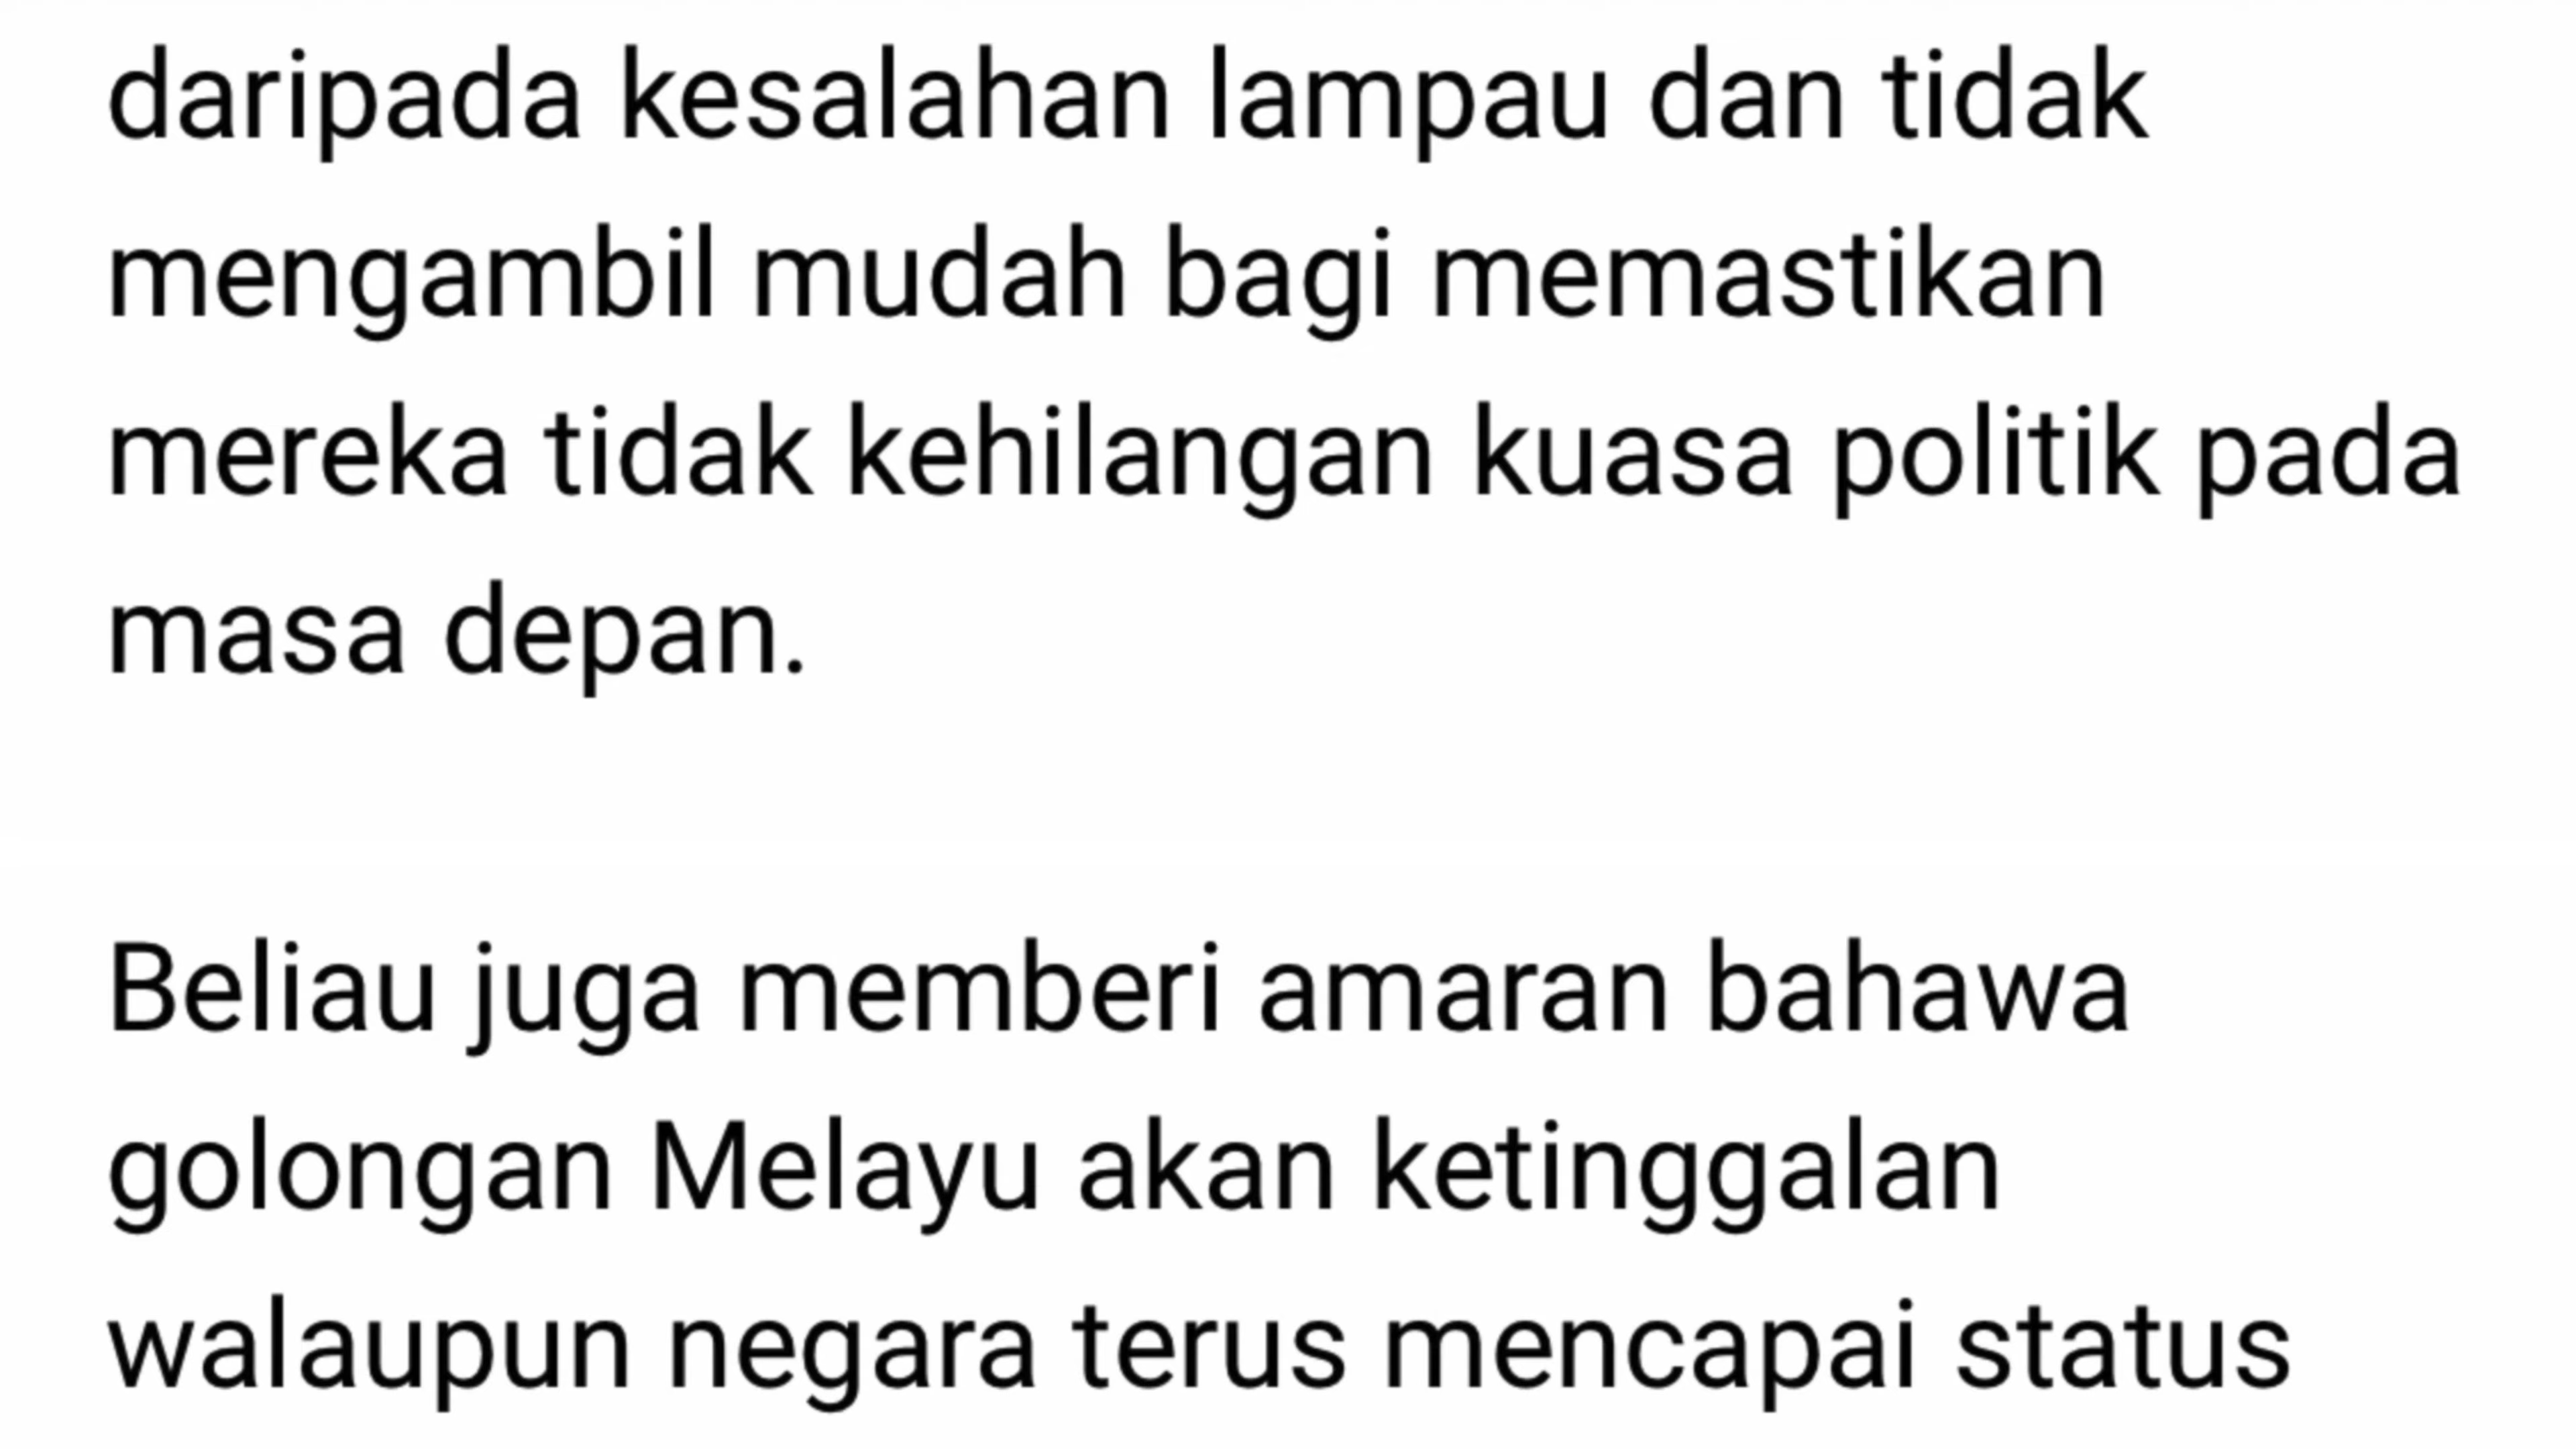 daripada kesalahan lampau dan tidak
mengambil mudah bagi memastikan
mereka tidak kehilangan kuasa politik pada
masa depan.
Beliau juga memberi amaran bahawa
golongan Melayu akan ketinggalan
walaupun negara terus mencapai status